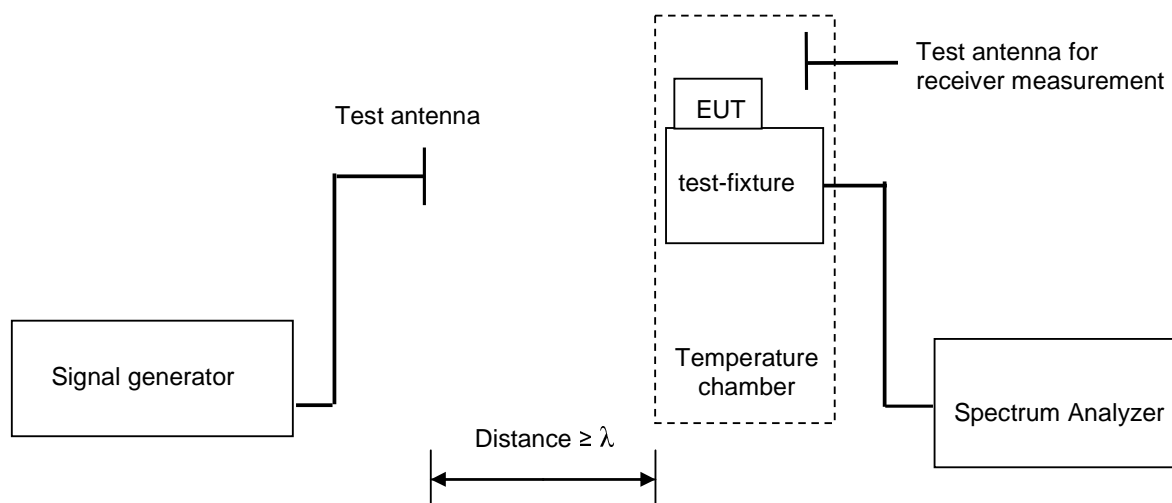 Test antenna for
receiver measurement
EUT
Test antenna
test-fixture
Temperature
chamber
Signal generator
Spectrum Analyzer
Distance ≥ λ